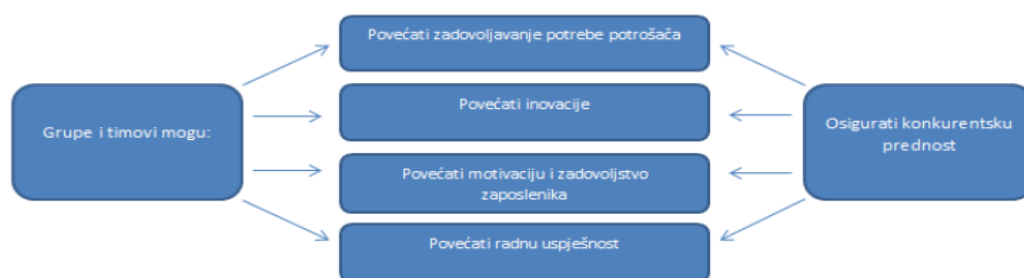 Grupe i timovi mogu:
Povećati zadovoljavanje potrebe potrošača
Povećati inovacije
Povećati motivaciju i zadovoljstvo
zaposlenika
Povećati radnu uspješnost
Osigurati konkurentsku
prednost